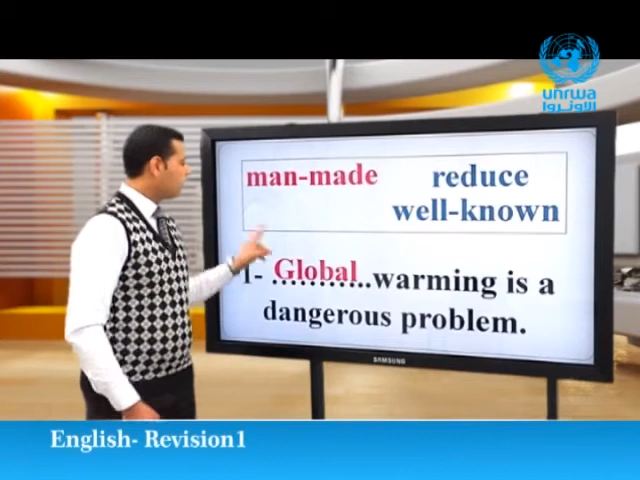 unrwa
الأونروا
man-made reduce
well-known
1- ...Global...warming is a
dangerous problem.
SAMSUNG
English- Revision1